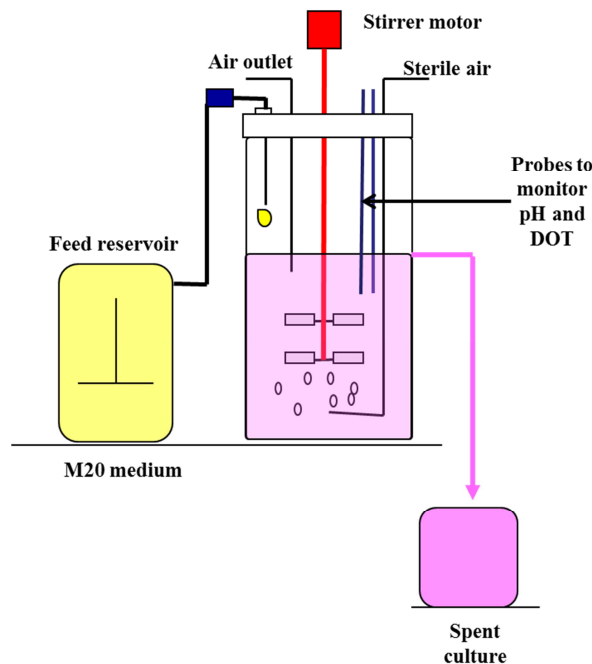 Stirrer motor
Air outlet
Sterile air
Probes to
monitor
pH and
DOT
Feed reservoir
M20 medium
Spent
culture